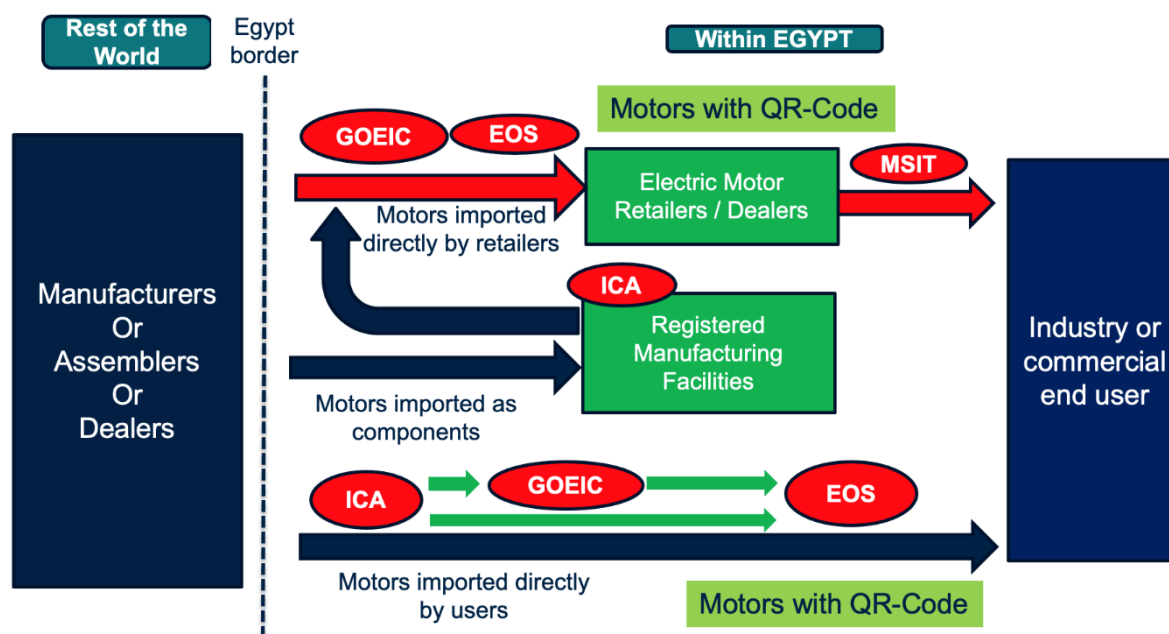 Rest of the
World
Egypt
border
Within EGYPT
Motors with QR-Code
GOEIC
EOS
MSIT
Electric Motor
Retailers / Dealers
Motors imported
directly by retailers
ICA
Registered
Manufacturing
Facilities
Manufacturers
Or
Assemblers
Or
Dealers
Industry or
commercial
end user
Motors imported as
components
ICA
GOEIC
EOS
Motors imported directly
by users
Motors with QR-Code